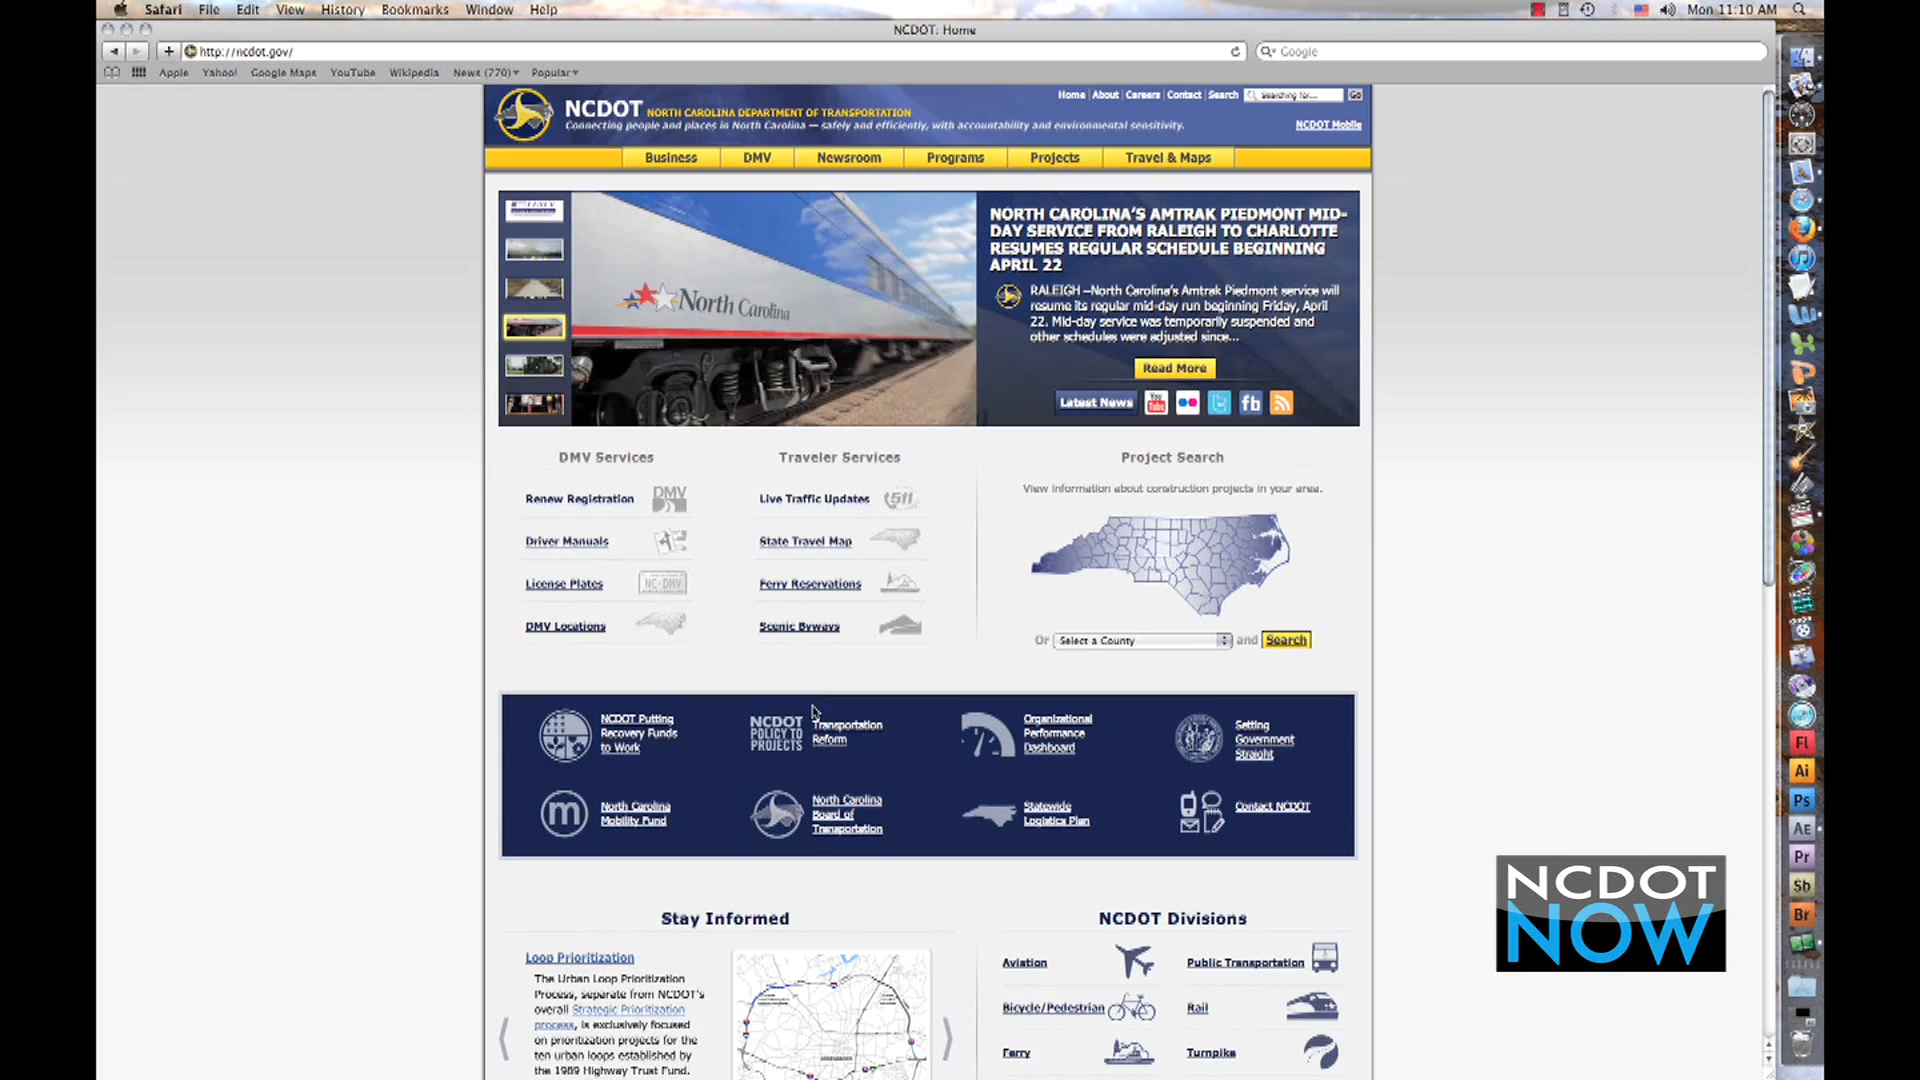 Safari File Edit View History Bookmarks Window Help
Mon 11:10 AM
NCDOT: Home
http://ncdot.gov/
Google
Apple Yahoo! Google Maps YouTube Wikipedia News (770) Popular
Home | About | Careers | Contact | Search
searching for...
Go
NCDOT NORTH CAROLINA DEPARTMENT OF TRANSPORTATION
Connecting people and places in North Carolina — safely and efficiently, with accountability and environmental sensitivity.
NCDOT Mobile
Business DMV Newsroom Programs Projects Travel & Maps
North Carolina
NORTH CAROLINA'S AMTRAK PIEDMONT MID-
DAY SERVICE FROM RALEIGH TO CHARLOTTE
RESUMES REGULAR SCHEDULE BEGINNING
APRIL 22
RALEIGH –North Carolina's Amtrak Piedmont service will
resume its regular mid-day run beginning Friday, April
22. Mid-day service was temporarily suspended and
other schedules were adjusted since...
Read More
Latest News
You Tube
fb
DMV Services
Renew Registration
DMV
Driver Manuals
License Plates
NC-DMV
DMV Locations
Traveler Services
Live Traffic Updates
511
State Travel Map
Ferry Reservations
Scenic Byways
Project Search
View information about construction projects in your area.
Or Select a County and Search
NCDOT Putting
Recovery Funds
to Work
NCDOT
POLICY TO
PROJECTS
Transportation
Reform
Organizational
Performance
Dashboard
Setting
Government
Straight
m
North Carolina
Mobility Fund
North Carolina
Board of
Transportation
Statewide
Logistics Plan
Contact NCDOT
Stay Informed
Loop Prioritization
The Urban Loop Prioritization
Process, separate from NCDOT's
overall Strategic Prioritization
process, is exclusively focused
on prioritization projects for the
ten urban loops established by
the 1989 Highway Trust Fund.
NCDOT Divisions
Aviation
Public Transportation
Bicycle/Pedestrian
Rail
Ferry
Turnpike
NCDOT
NOW
Fl
Ai
Ps
AE
Pr
Sb
Br